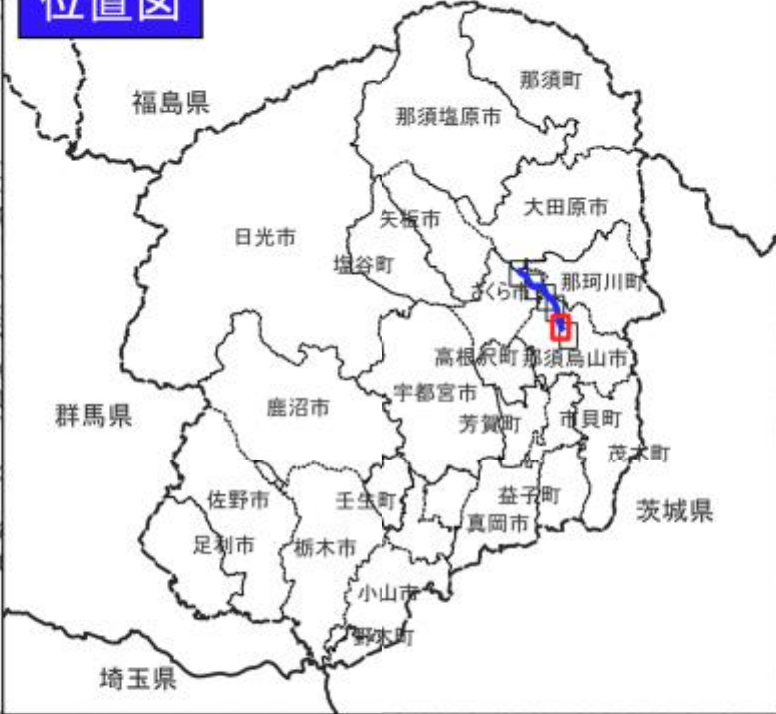 位置図
那須町
福島県
那須塩原市
大田原市
矢板市
日光市
塩谷町
那珂川町
さくら市
高根沢町
那須烏山市
宇都宮市
鹿沼市
群馬県
芳賀町
市貝町
茂木町
佐野市
壬生町
益子町
茨城県
真岡市
足利市
栃木市
小山市
野木町
埼玉県